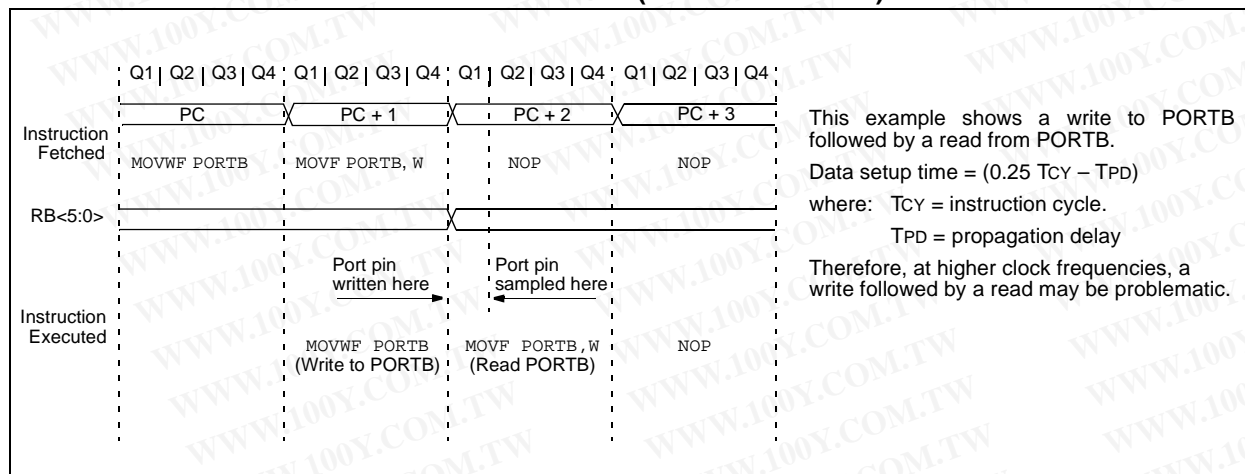 Q1 | Q2 | Q3 | Q4 Q1 | Q2 | Q3 | Q4 Q1 | Q2 | Q3 | Q4 Q1 | Q2 | Q3 | Q4
PC PC + 1 PC + 2 PC + 3
Instruction
Fetched
MOVWF PORTB MOVF PORTB, W NOP NOP
RB<5:0>
Port pin
written here
Port pin
sampled here
Instruction
Executed
MOVWF PORTB
(Write to PORTB)
MOVF PORTB,W
(Read PORTB)
NOP
This example shows a write to PORTB
followed by a read from PORTB.
Data setup time = (0.25 TCY – TPD)
where: TCY = instruction cycle.
TPD = propagation delay
Therefore, at higher clock frequencies, a
write followed by a read may be problematic.
WWW.100Y.COM.TW